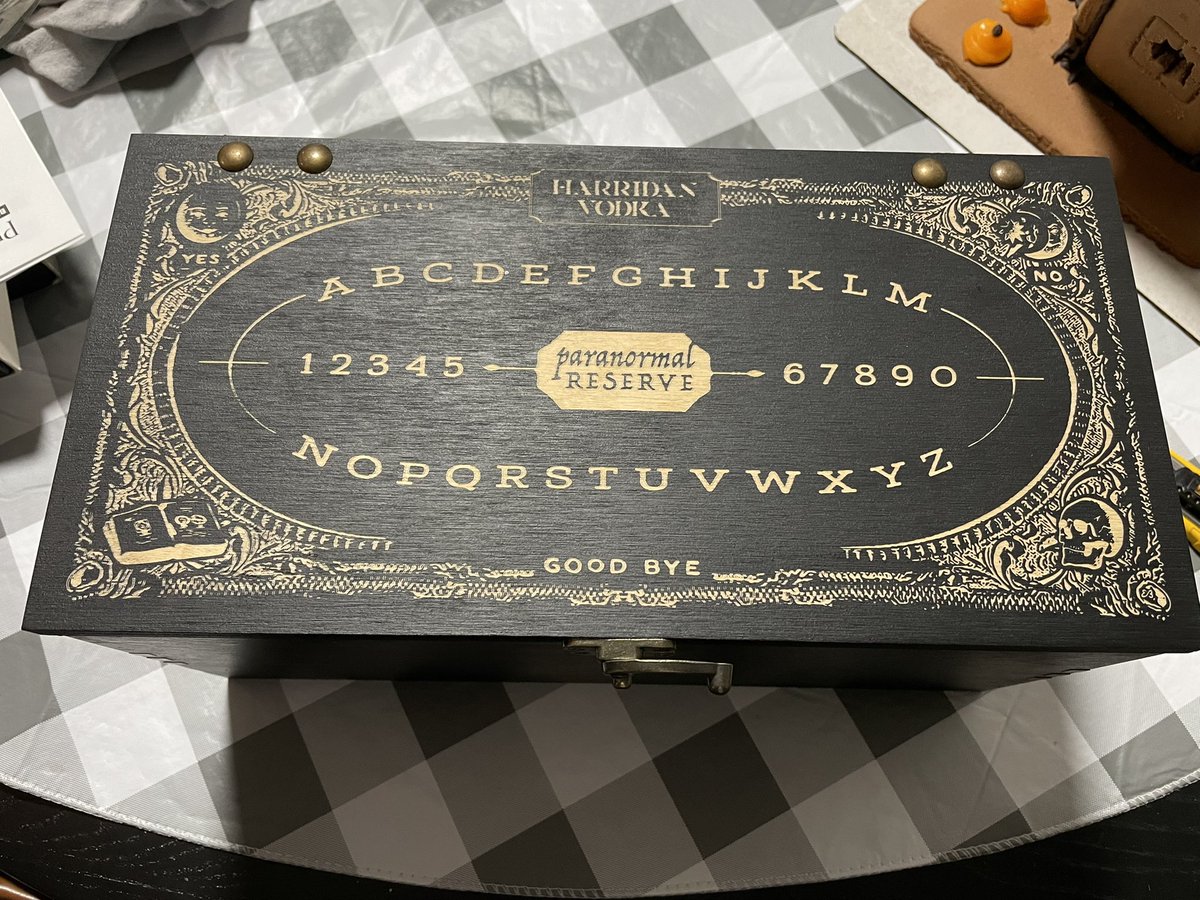 HARRIDAN
VODKA
YES
NO
ABCDEFGHIJKLM
12345
paranormal
RESERVE
67890
NOPQRSTUVWXYZ
GOOD BYE